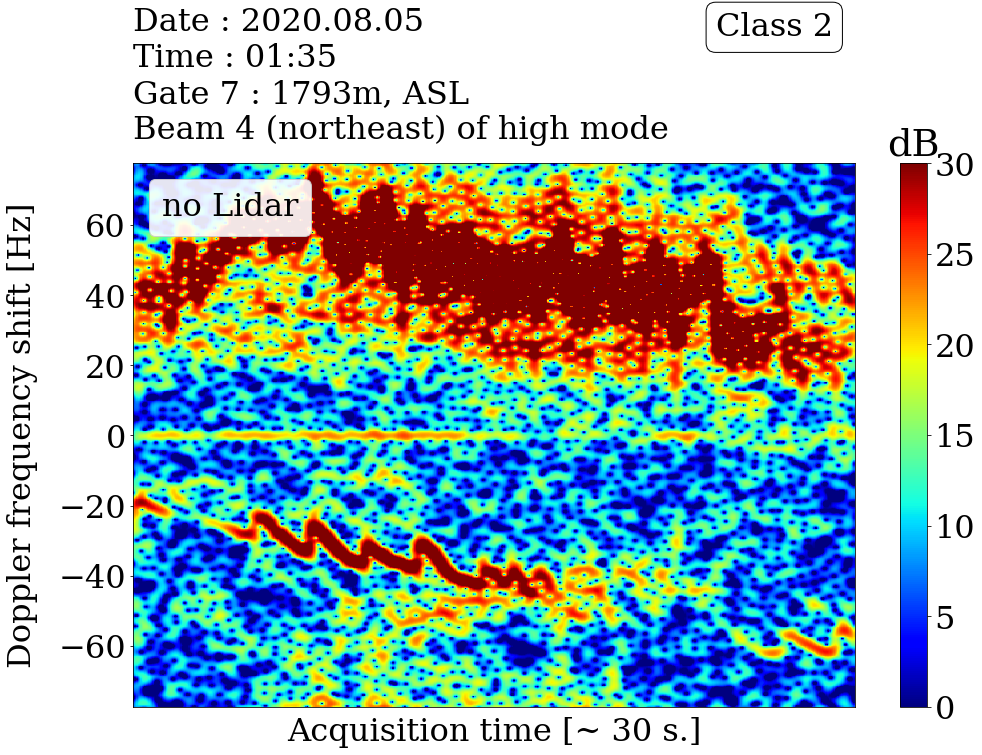 Date : 2020.08.05
Time : 01:35
Gate 7 : 1793m, ASL
Beam 4 (northeast) of high mode
Class 2
dB
no Lidar
Doppler frequency shift [Hz]
60
40
20
0
−20
−40
−60
30
25
20
15
10
5
0
Acquisition time [~ 30 s.]